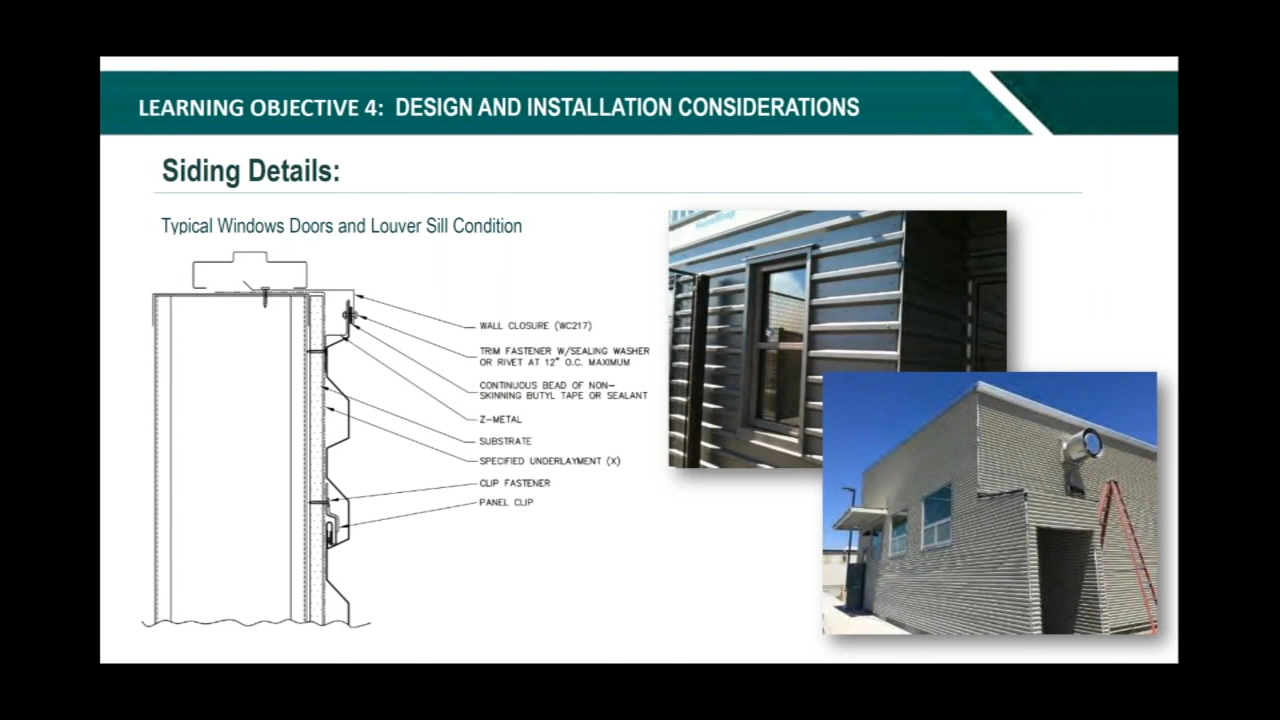 LEARNING OBJECTIVE 4: DESIGN AND INSTALLATION CONSIDERATIONS
Siding Details:
Typical Windows Doors and Louver Sill Condition
WALL CLOSURE (WC217)
TRIM FASTENER W/SEALING WASHER
OR RIVET AT 12" O.C. MAXIMUM
CONTINUOUS BEAD OF NON-
SKINNING BUTYL TAPE OR SEALANT
Z-METAL
SUBSTRATE
SPECIFIED UNDERLAYMENT (X)
CLIP FASTENER
PANEL CLIP